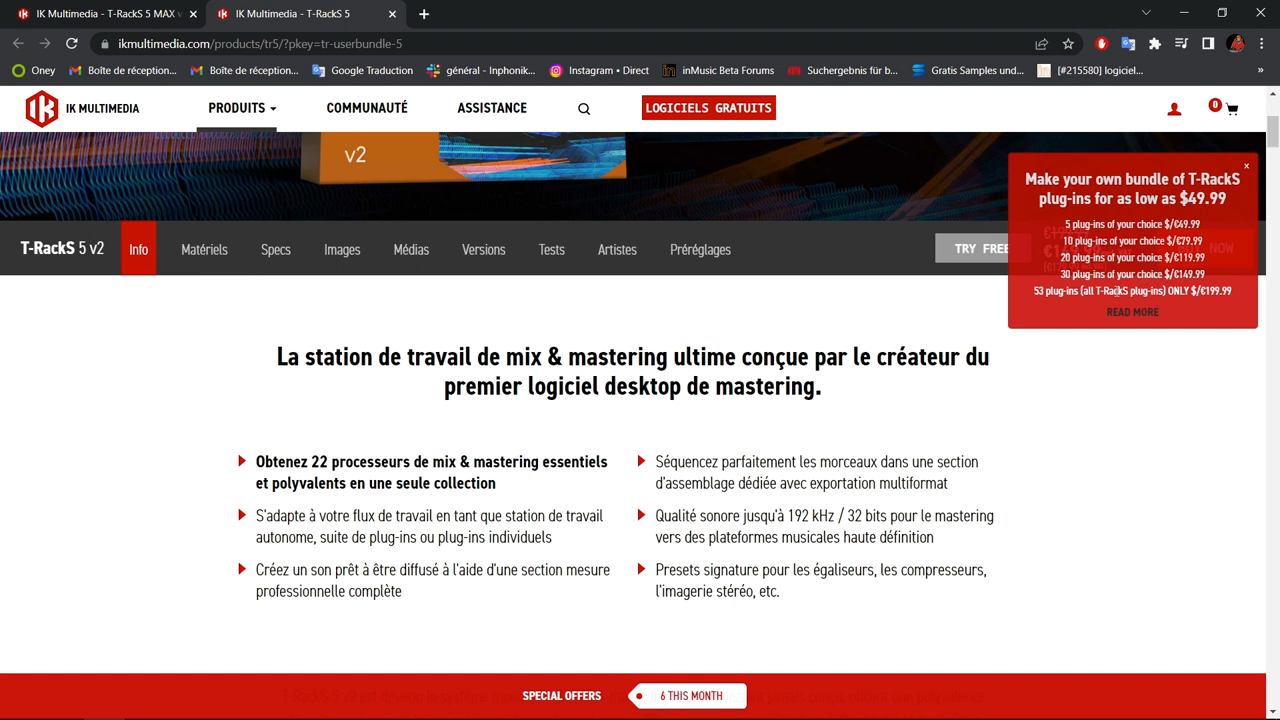 IK Multimedia - T-RackS 5 MAX v
IK Multimedia - T-RackS 5
ikmultimedia.com/products/tr5/?pkey=tr-userbundle-5
Oney
Boîte de réception...
Boîte de réception...
Google Traduction
général - Inphonik...
Instagram • Direct
inMusic Beta Forums
Suchergebnis für b...
Gratis Samples und...
[#215580] logiciel...
»
IK MULTIMEDIA
PRODUITS
COMMUNAUTÉ
ASSISTANCE
LOGICIELS GRATUITS
0
v2
Make your own bundle of T-RackS
plug-ins for as low as $49.99
5 plug-ins of your choice $/€49.99
10 plug-ins of your choice $/€79.99
20 plug-ins of your choice $/€119.99
30 plug-ins of your choice $/€149.99
53 plug-ins (all T-RackS plug-ins) ONLY $/€199.99
READ MORE
T-RackS 5 v2
Info
Matériels
Specs
Images
Médias
Versions
Tests
Artistes
Préréglages
TRY FREE
NOW
La station de travail de mix & mastering ultime conçue par le créateur du
premier logiciel desktop de mastering.
Obtenez 22 processeurs de mix & mastering essentiels
et polyvalents en une seule collection
S'adapte à votre flux de travail en tant que station de travail
autonome, suite de plug-ins ou plug-ins individuels
Créez un son prêt à être diffusé à l'aide d'une section mesure
professionnelle complète
Séquencez parfaitement les morceaux dans une section
d'assemblage dédiée avec exportation multiformat
Qualité sonore jusqu'à 192 kHz / 32 bits pour le mastering
vers des plateformes musicales haute définition
Presets signature pour les égaliseurs, les compresseurs,
l'imagerie stéréo, etc.
SPECIAL OFFERS
6 THIS MONTH